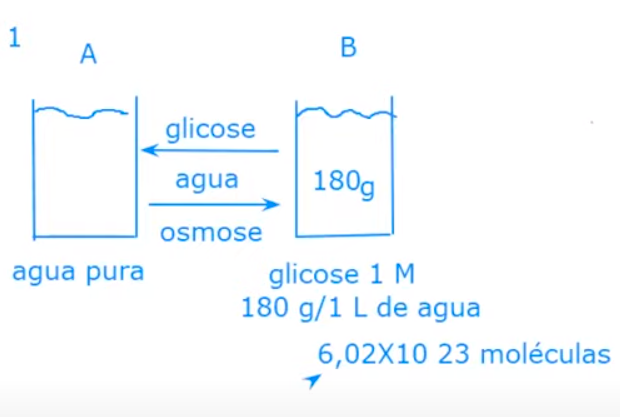 1
A
B
glicose
agua
180g
osmose
agua pura
glicose 1 M
180 g/1 L de agua
6,02X10 23 moléculas